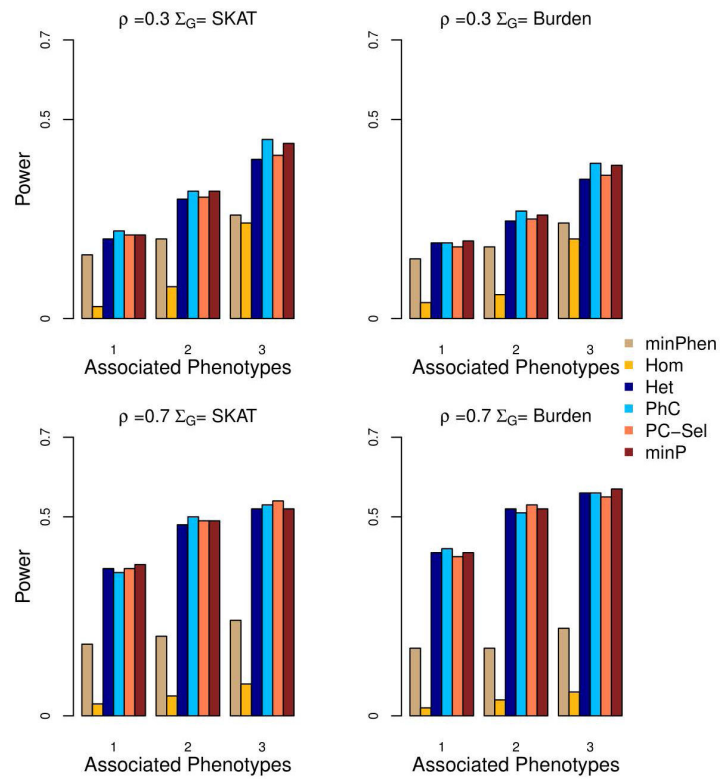 ρ =0.3 Σ_G= SKAT
0.7
0.5
0
Power
1 2 3
Associated Phenotypes
ρ =0.3 Σ_G= Burden
0.7
0.5
0
1 2 3
Associated Phenotypes
minPhen
Hom
Het
PhC
PC−Sel
minP
ρ =0.7 Σ_G= SKAT
0.7
0.5
0
Power
1 2 3
Associated Phenotypes
ρ =0.7 Σ_G= Burden
0.7
0.5
0
1 2 3
Associated Phenotypes